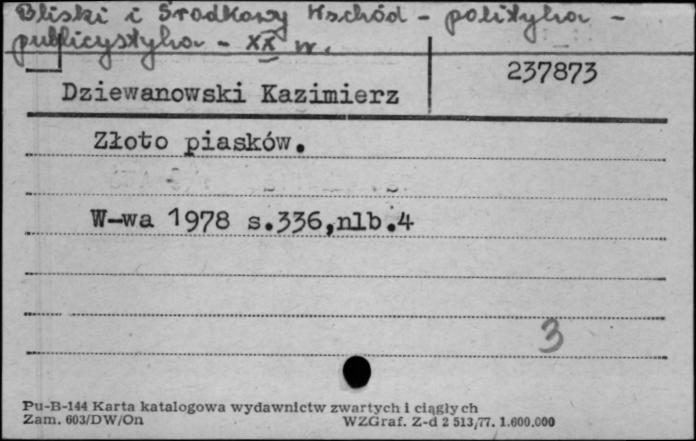 Bliski i Środkowy Wschód - polityka -
publicystyka - XX w.
237873
Dziewanowski Kazimierz
Złoto piasków.
W-wa 1978 s.336,nlb.4
3
Pu-B-144 Karta katalogowa wydawnictw zwartych i ciągłych
Zam. 603/DW/On WZGraf. Z-d 2 513/77. 1.600.000